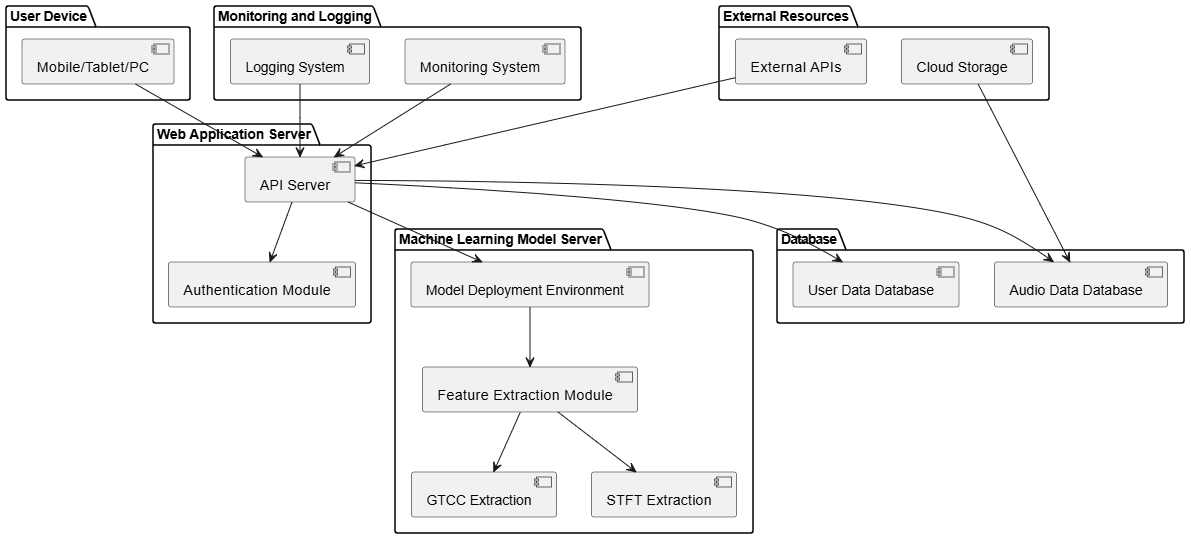 User Device
Monitoring and Logging
External Resources
Mobile/Tablet/PC
Logging System
Monitoring System
External APIs
Cloud Storage
Web Application Server
API Server
Machine Learning Model Server
Database
Authentication Module
Model Deployment Environment
User Data Database
Audio Data Database
Feature Extraction Module
GTCC Extraction
STFT Extraction